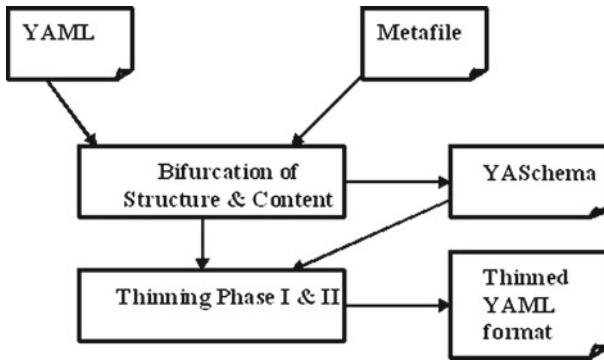 YAML
Metafile
Bifurcation of
Structure & Content
YASchema
Thinning Phase I & II
Thinned
YAML
format